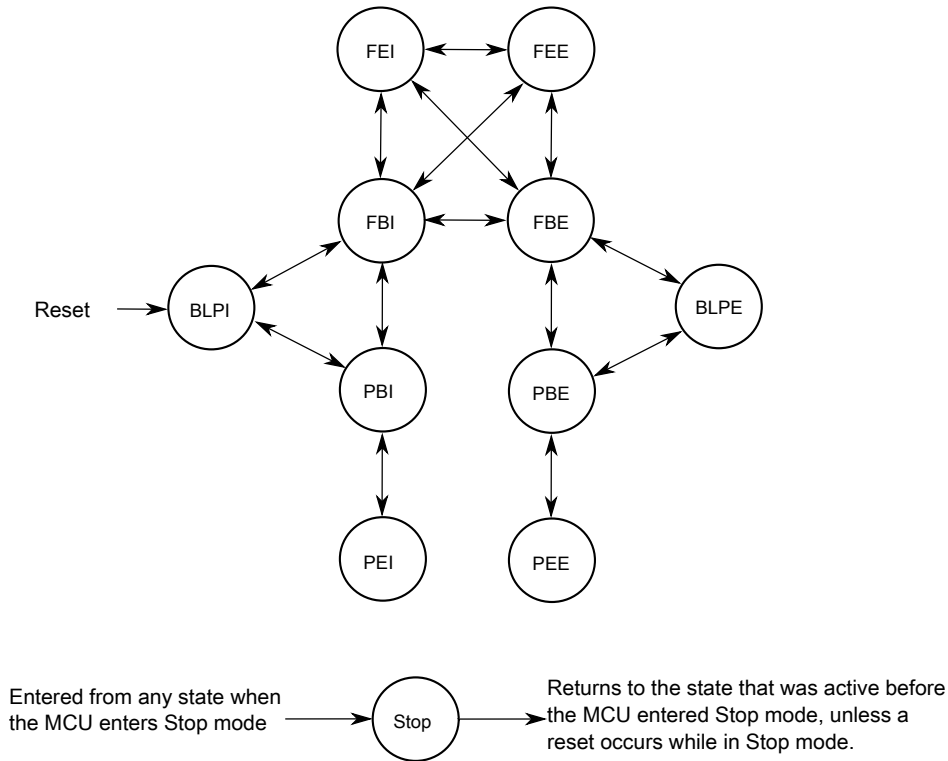 FEI
FEE
FBI
FBE
Reset
BLPI
BLPE
PBI
PBE
PEI
PEE
Entered from any state when
the MCU enters Stop mode
Stop
Returns to the state that was active before
the MCU entered Stop mode, unless a
reset occurs while in Stop mode.